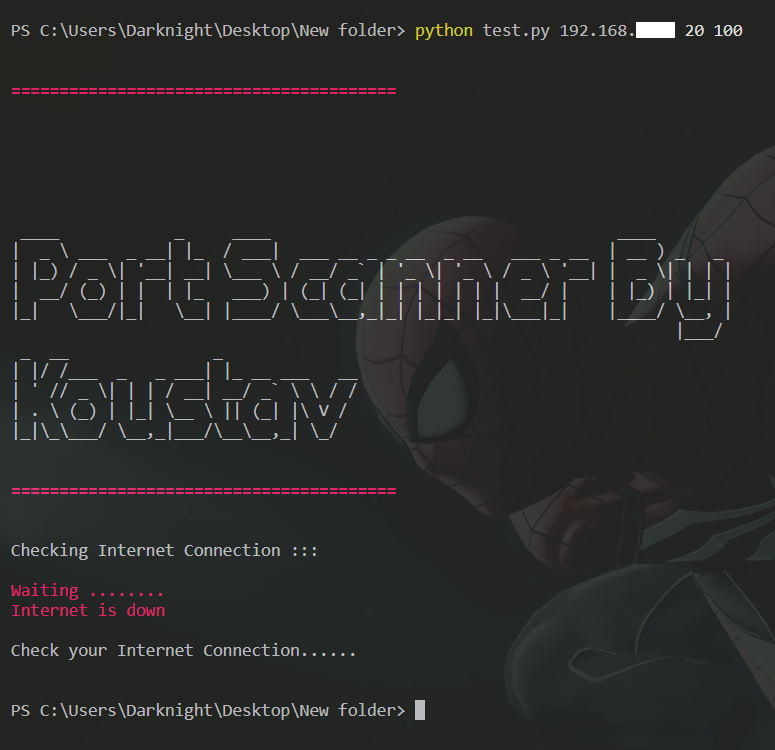 PS C:\Users\Darknight\Desktop\New folder> python test.py 192.168. 20 100
========================================
Port Scanner By
Koustav
========================================
Checking Internet Connection :::
Waiting ........
Internet is down
Check your Internet Connection......
PS C:\Users\Darknight\Desktop\New folder>